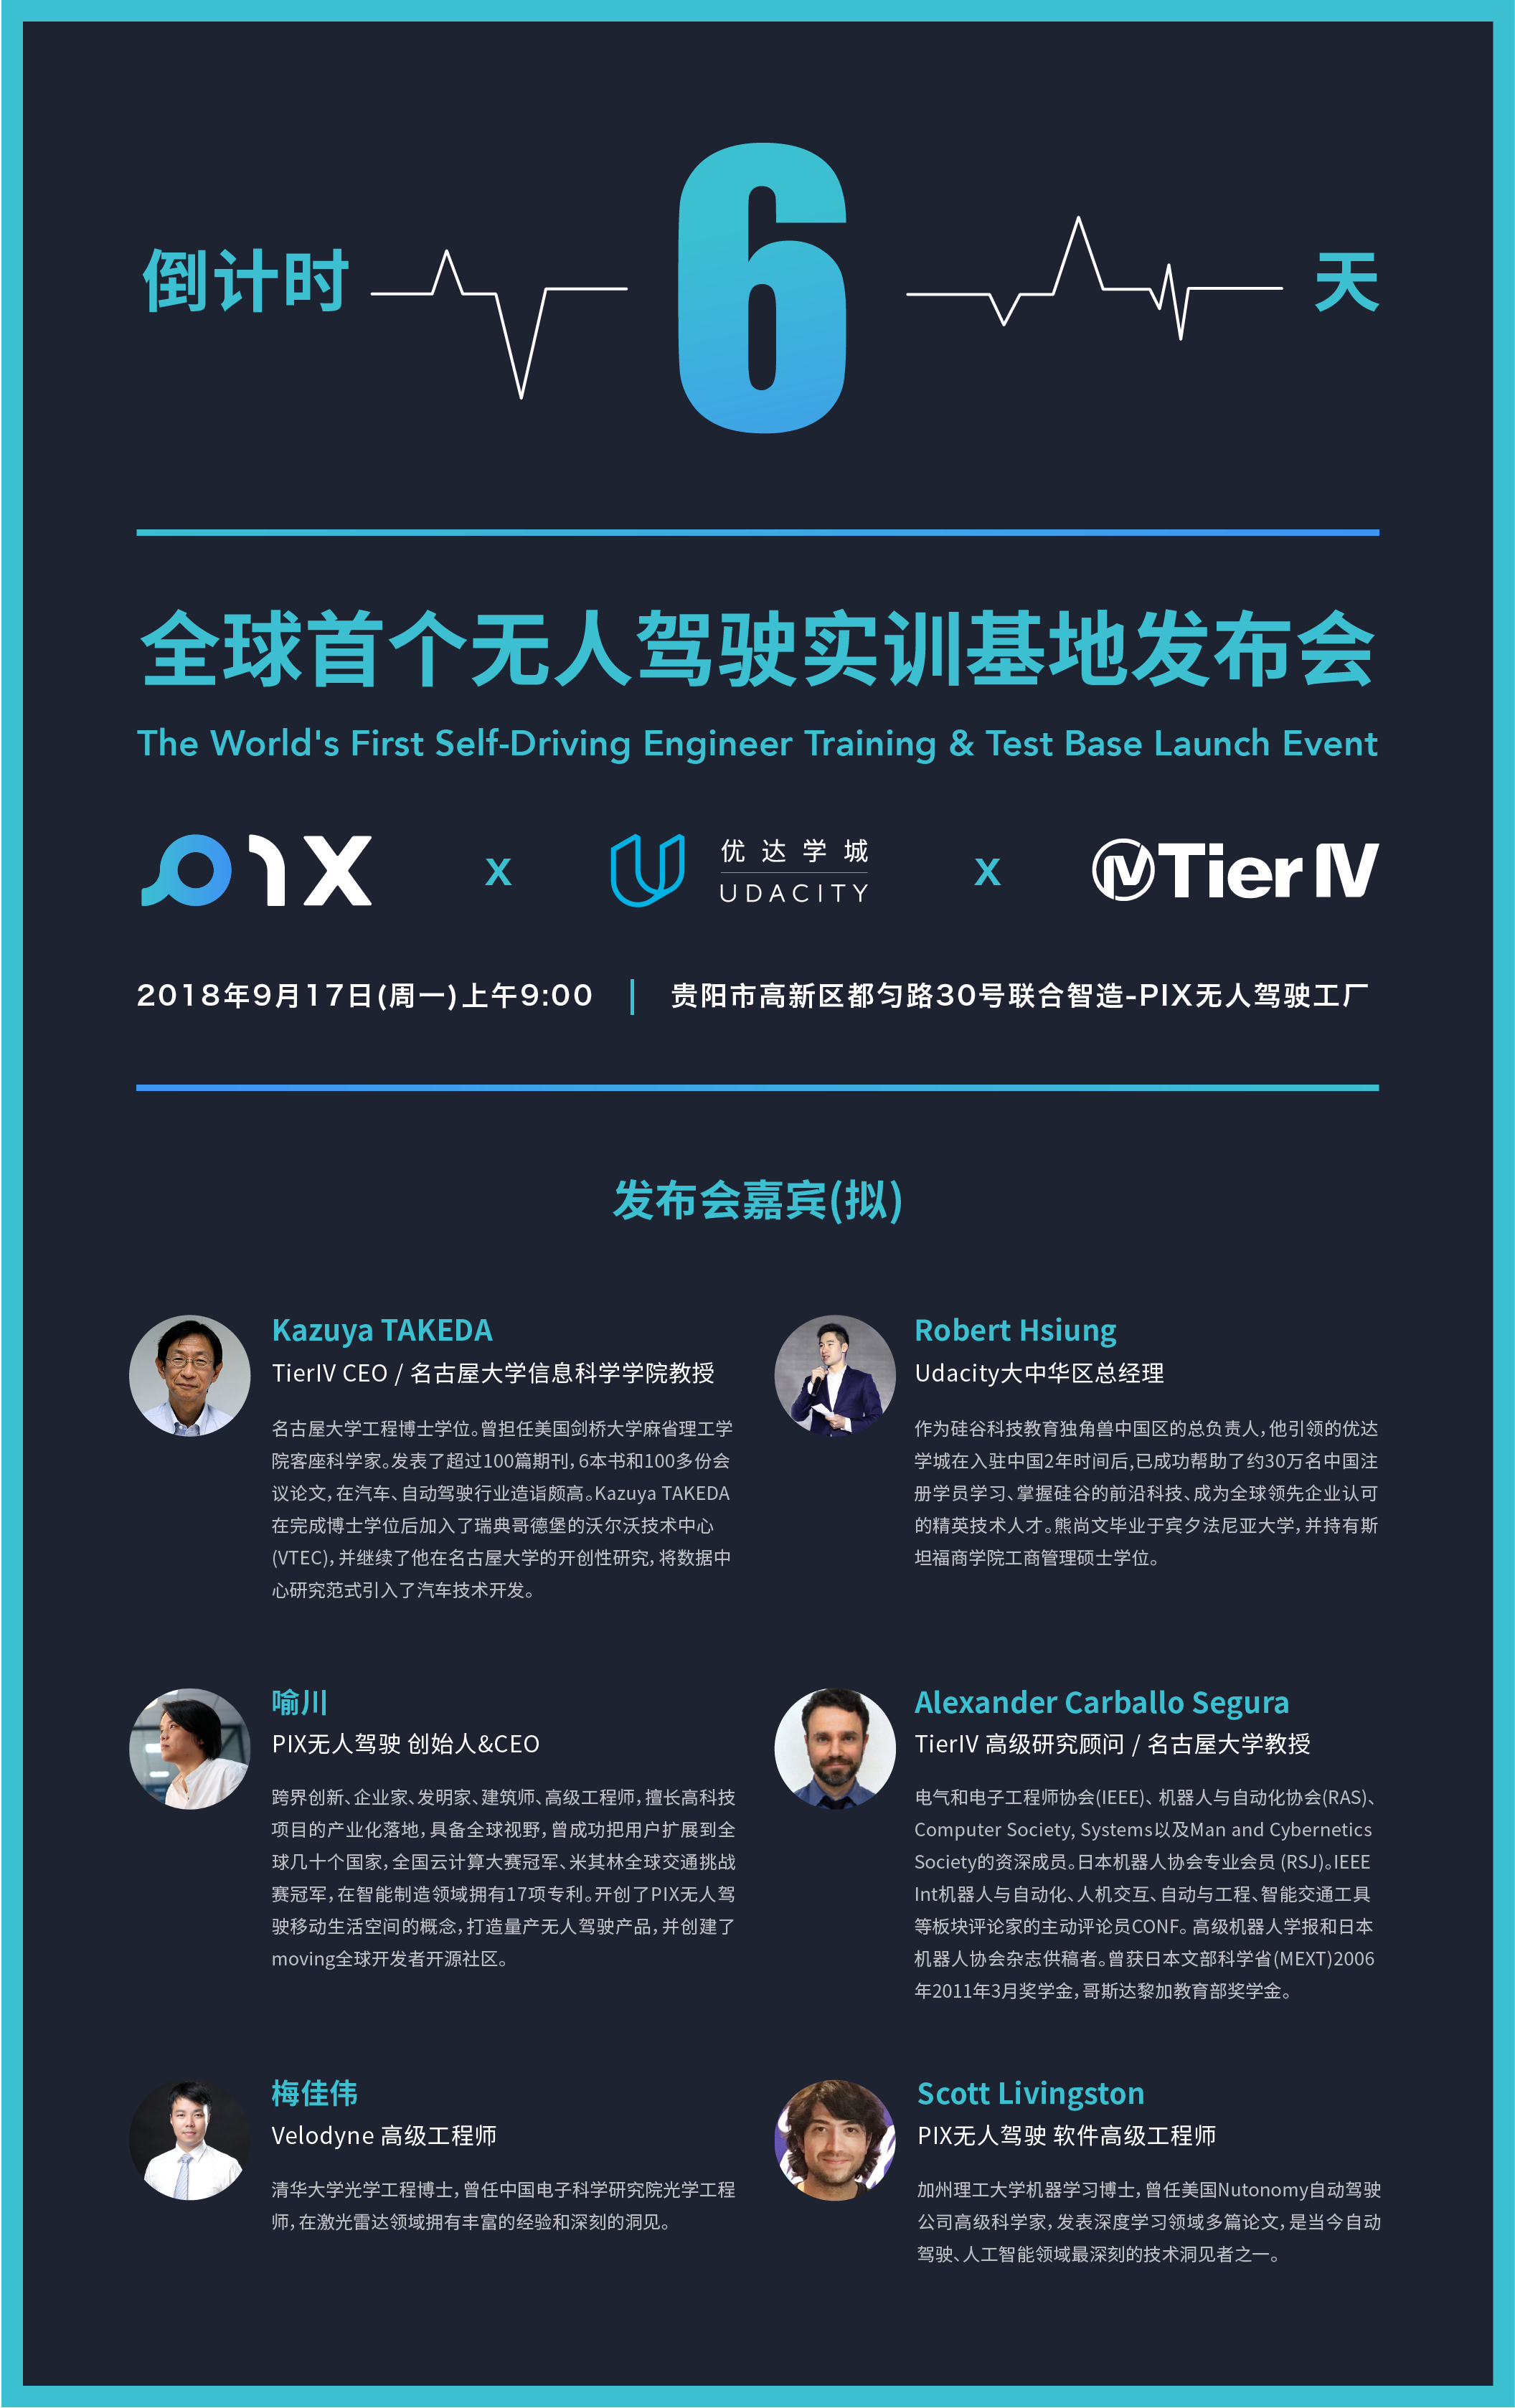 倒计时 6 天
全球首个无人驾驶实训基地发布会
The World's First Self-Driving Engineer Training & Test Base Launch Event
PIX x 优达学城 UDACITY x Tier IV
2018年9月17日(周一)上午9:00 | 贵阳市高新区都匀路30号联合智造-PIX无人驾驶工厂
发布会嘉宾(拟)
Kazuya TAKEDA
TierIV CEO / 名古屋大学信息科学学院教授
名古屋大学工程博士学位。曾担任美国剑桥大学麻省理工学
院客座科学家。发表了超过100篇期刊，6本书和100多份会
议论文，在汽车、自动驾驶行业造诣颇高。Kazuya TAKEDA
在完成博士学位后加入了瑞典哥德堡的沃尔沃技术中心
(VTEC)，并继续了他在名古屋大学的开创性研究，将数据中
心研究范式引入了汽车技术开发。
Robert Hsiung
Udacity大中华区总经理
作为硅谷科技教育独角兽中国区的总负责人，他引领的优达
学城在入驻中国2年时间后,已成功帮助了约30万名中国注
册学员学习、掌握硅谷的前沿科技、成为全球领先企业认可
的精英技术人才。熊尚文毕业于宾夕法尼亚大学，并持有斯
坦福商学院工商管理硕士学位。
喻川
PIX无人驾驶 创始人&CEO
跨界创新、企业家、发明家、建筑师、高级工程师，擅长高科技
项目的产业化落地，具备全球视野，曾成功把用户扩展到全
球几十个国家，全国云计算大赛冠军、米其林全球交通挑战
赛冠军，在智能制造领域拥有17项专利。开创了PIX无人驾
驶移动生活空间的概念，打造量产无人驾驶产品，并创建了
moving全球开发者开源社区。
Alexander Carballo Segura
TierIV 高级研究顾问 / 名古屋大学教授
电气和电子工程师协会(IEEE)、机器人与自动化协会(RAS)、
Computer Society, Systems以及Man and Cybernetics
Society的资深成员。日本机器人协会专业会员 (RSJ)。IEEE
Int机器人与自动化、人机交互、自动与工程、智能交通工具
等板块评论家的主动评论员CONF。高级机器人学报和日本
机器人协会杂志供稿者。曾获日本文部科学省(MEXT)2006
年2011年3月奖学金，哥斯达黎加教育部奖学金。
梅佳伟
Velodyne 高级工程师
清华大学光学工程博士，曾任中国电子科学研究院光学工程
师，在激光雷达领域拥有丰富的经验和深刻的洞见。
Scott Livingston
PIX无人驾驶 软件高级工程师
加州理工大学机器学习博士，曾任美国Nutonomy自动驾驶
公司高级科学家，发表深度学习领域多篇论文，是当今自动
驾驶、人工智能领域最深刻的技术洞见者之一。